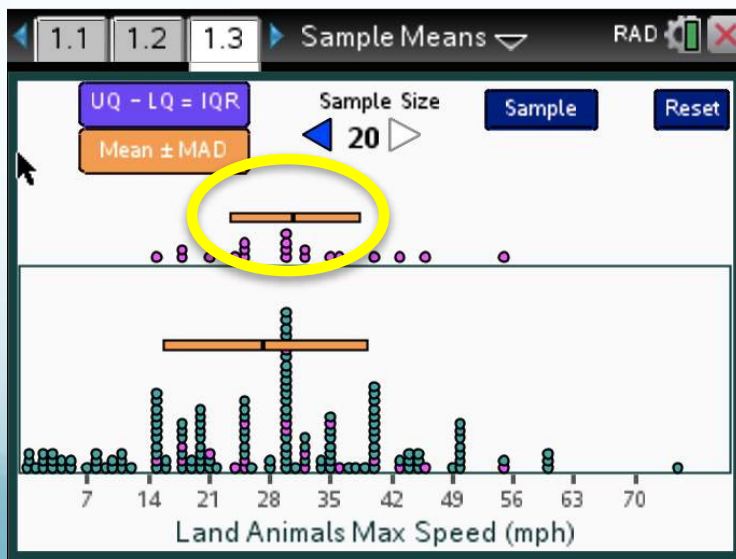 1.1 1.2 1.3 Sample Means RAD
UQ - LQ = IQR Sample Size Sample Reset
Mean ± MAD 20
7 14 21 28 35 42 49 56 63 70
Land Animals Max Speed (mph)